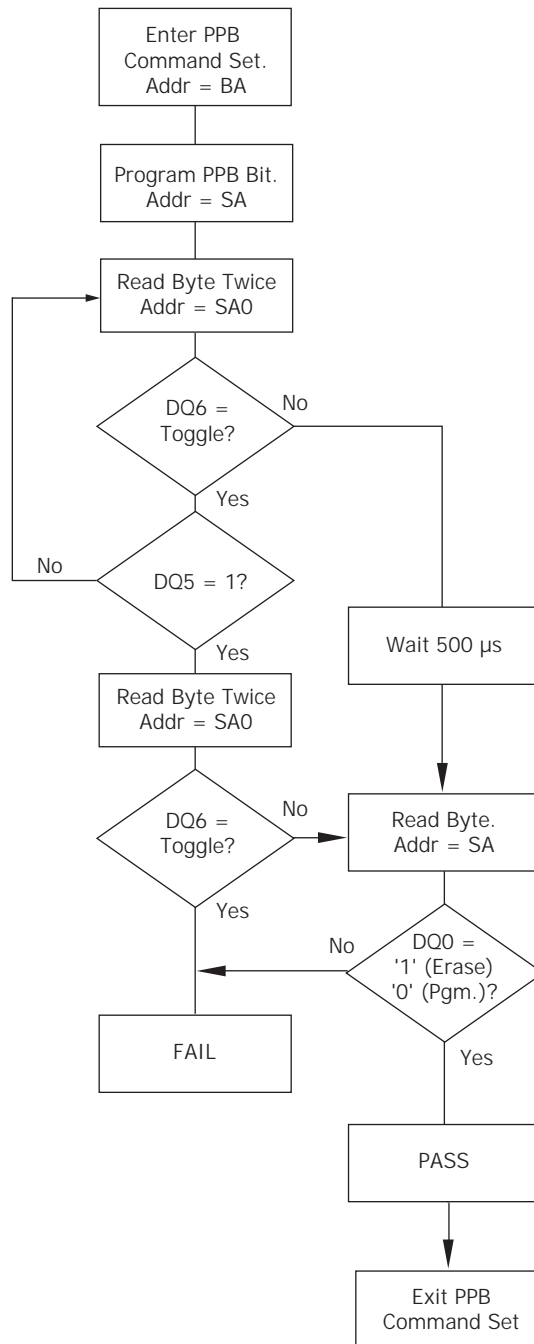 Enter PPB
Command Set.
Addr = BA
Program PPB Bit.
Addr = SA
Read Byte Twice
Addr = SA0
DQ6 =
Toggle?
No
Yes
No
DQ5 = 1?
Yes
Wait 500 µs
Read Byte Twice
Addr = SA0
DQ6 =
Toggle?
No
Read Byte.
Addr = SA
Yes
No
DQ0 =
'1' (Erase)
'0' (Pgm.)?
FAIL
Yes
PASS
Exit PPB
Command Set